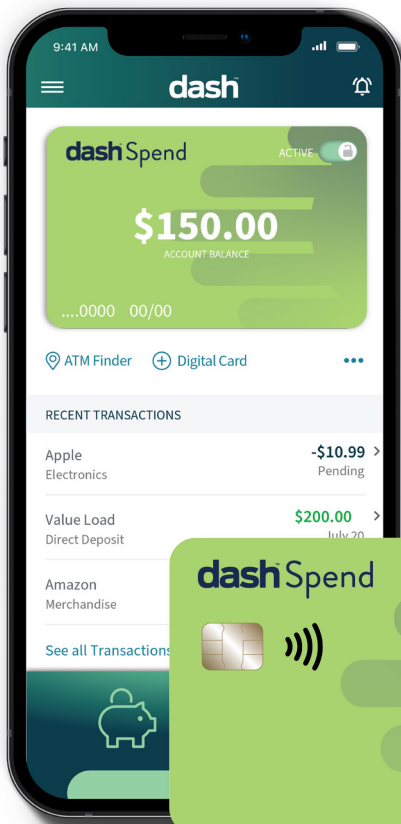 9:41 AM
dash
dash Spend
ACTIVE
$150.00
ACCOUNT BALANCE
....0000 00/00
ATM Finder
Digital Card
RECENT TRANSACTIONS
Apple
-$10.99
Electronics
Pending
Value Load
$200.00
Direct Deposit
July 20
Amazon
Merchandise
See all Transactions
dash Spend